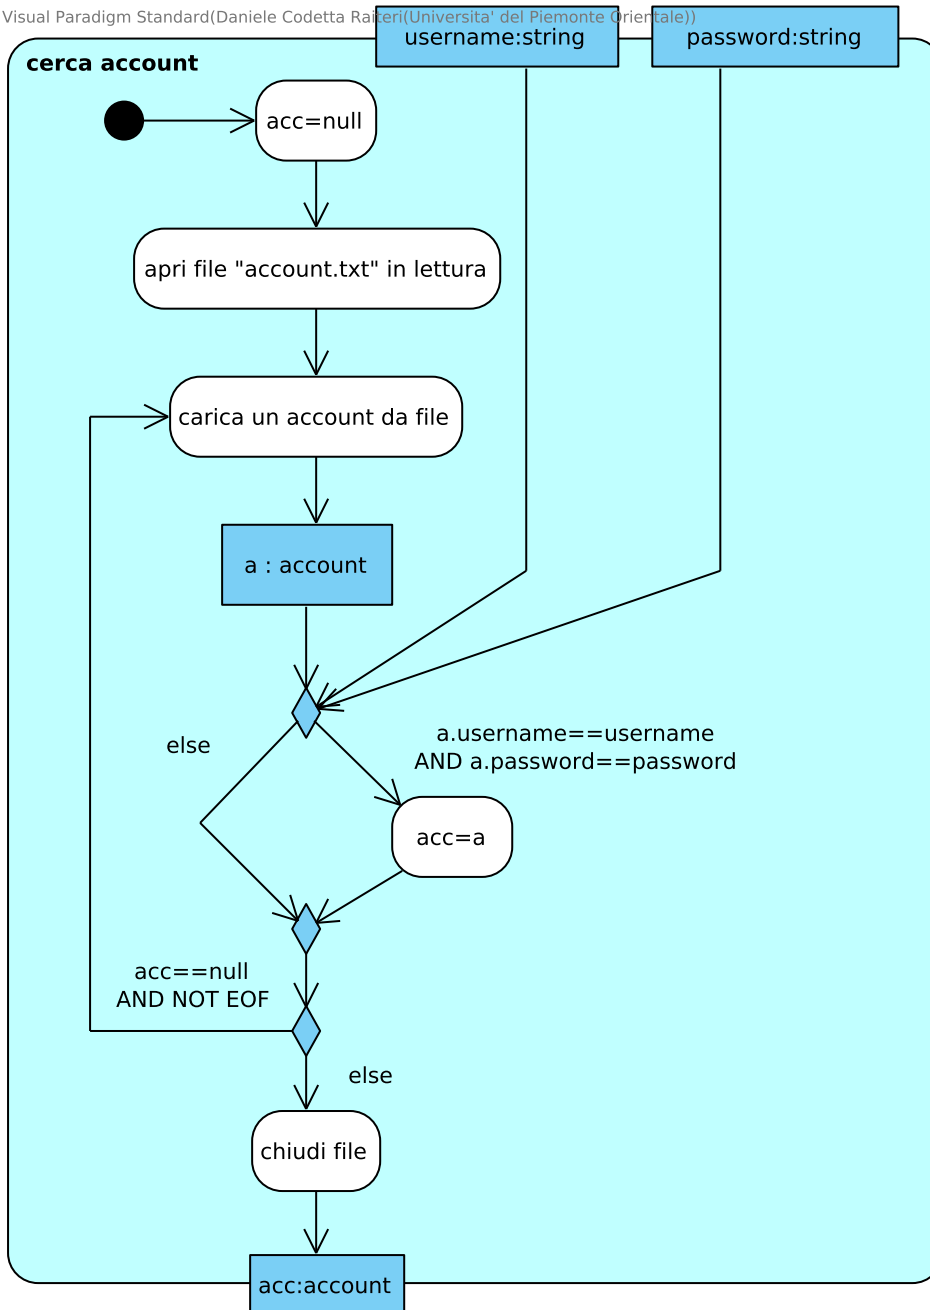 Visual Paradigm Standard(Daniele Codetta Raiteri(Universita' del Piemonte Orientale))
username:string
password:string
cerca account
acc=null
apri file "account.txt" in lettura
carica un account da file
a : account
else
a.username==username
AND a.password==password
acc=a
acc==null
AND NOT EOF
else
chiudi file
acc:account